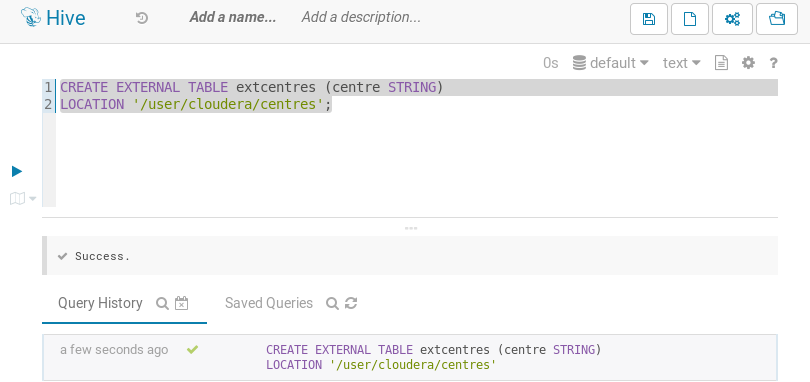 Hive
Add a name... Add a description...
0s default text ?
1 CREATE EXTERNAL TABLE extcentres (centre STRING)
2 LOCATION '/user/cloudera/centres';
Success.
Query History Saved Queries
a few seconds ago CREATE EXTERNAL TABLE extcentres (centre STRING)
LOCATION '/user/cloudera/centres'